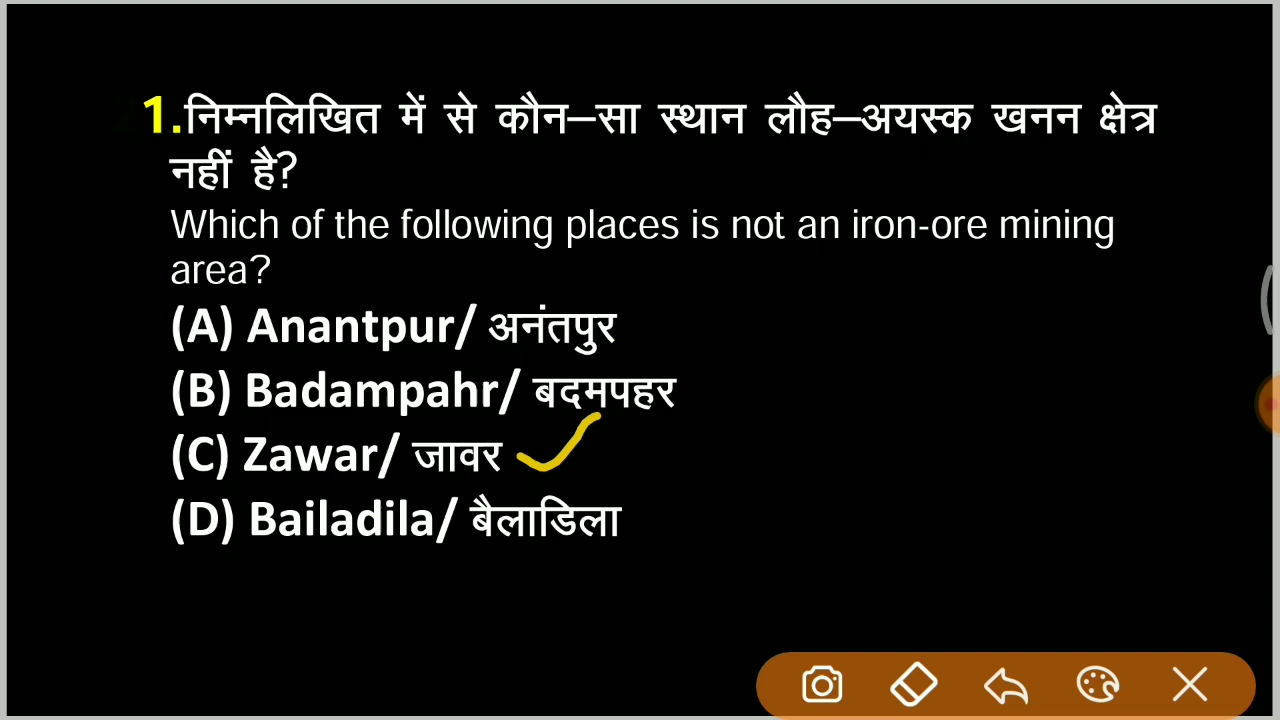 1.निम्नलिखित में से कौन–सा स्थान लौह–अयस्क खनन क्षेत्र
नहीं है?
Which of the following places is not an iron-ore mining
area?
(A) Anantpur/ अनंतपुर
(B) Badampahr/ बदमपहर
(C) Zawar/ जावर
(D) Bailadila/ बैलाडिला